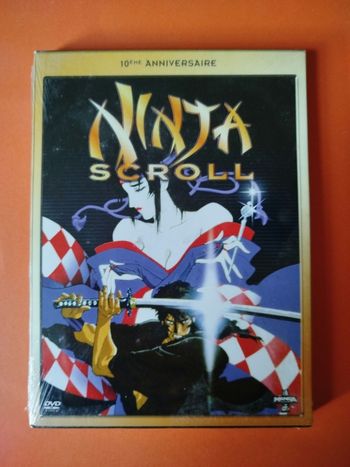 10ÈME ANNIVERSAIRE
NINJA
SCROLL
DVD